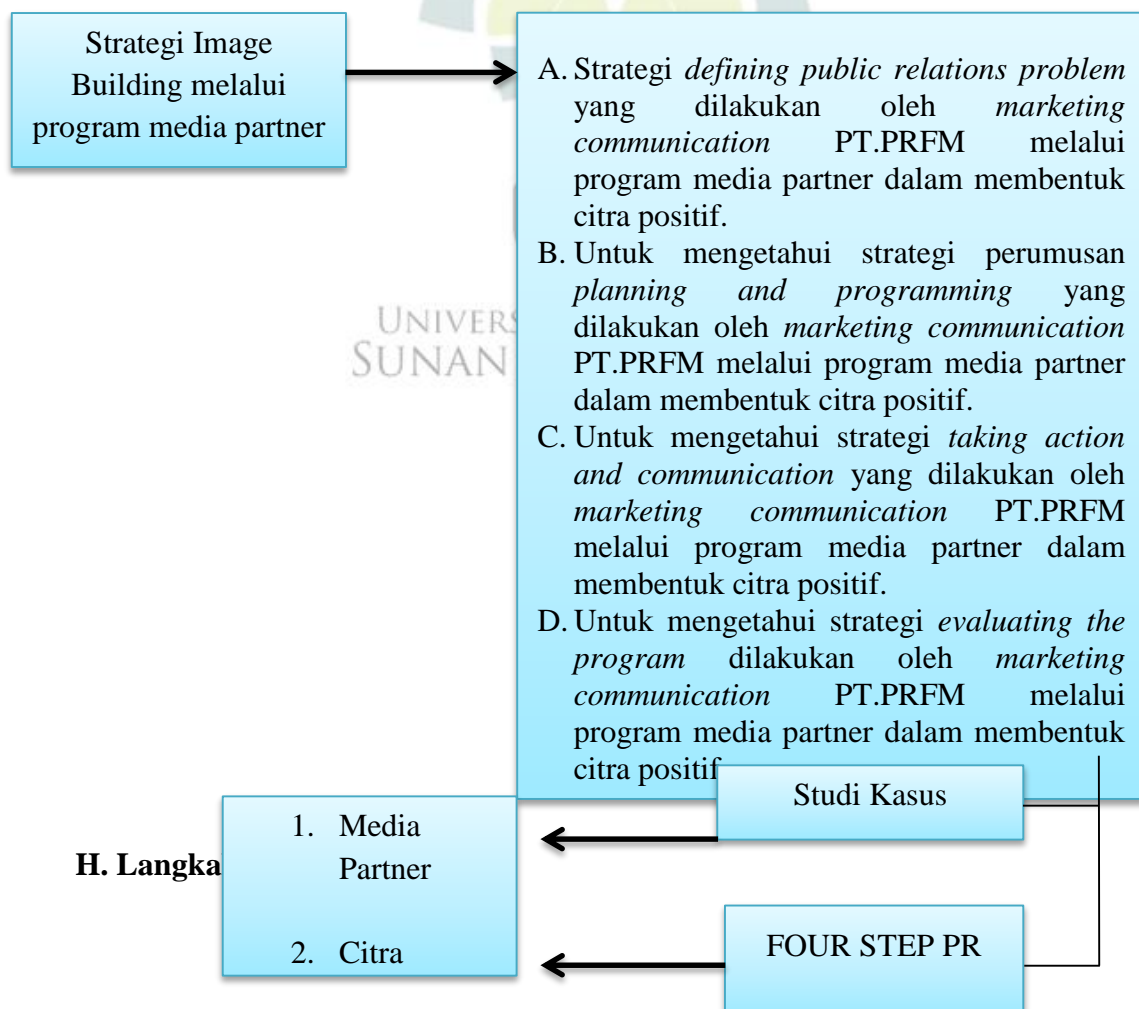 Strategi Image
Building melalui
program media partner
A. Strategi defining public relations problem
yang dilakukan oleh marketing
communication PT.PRFM melalui
program media partner dalam membentuk
citra positif.
B. Untuk mengetahui strategi perumusan
planning and programming yang
dilakukan oleh marketing communication
PT.PRFM melalui program media partner
dalam membentuk citra positif.
C. Untuk mengetahui strategi taking action
and communication yang dilakukan oleh
marketing communication PT.PRFM
melalui program media partner dalam
membentuk citra positif.
D. Untuk mengetahui strategi evaluating the
program dilakukan oleh marketing
communication PT.PRFM melalui
program media partner dalam membentuk
citra positif
UNIVERS
SUNAN
Studi Kasus
1. Media
Partner
2. Citra
H. Langka
FOUR STEP PR